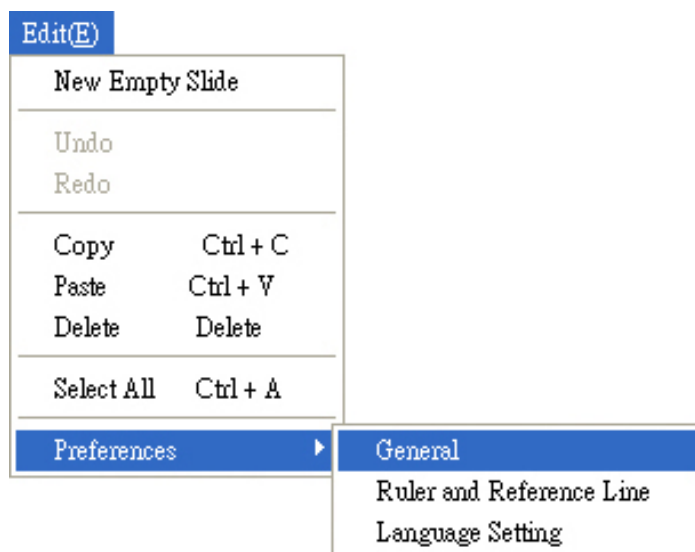 Edit(E)
New Empty Slide
Undo
Redo
Copy Ctrl + C
Paste Ctrl + V
Delete Delete
Select All Ctrl + A
Preferences
General
Ruler and Reference Line
Language Setting